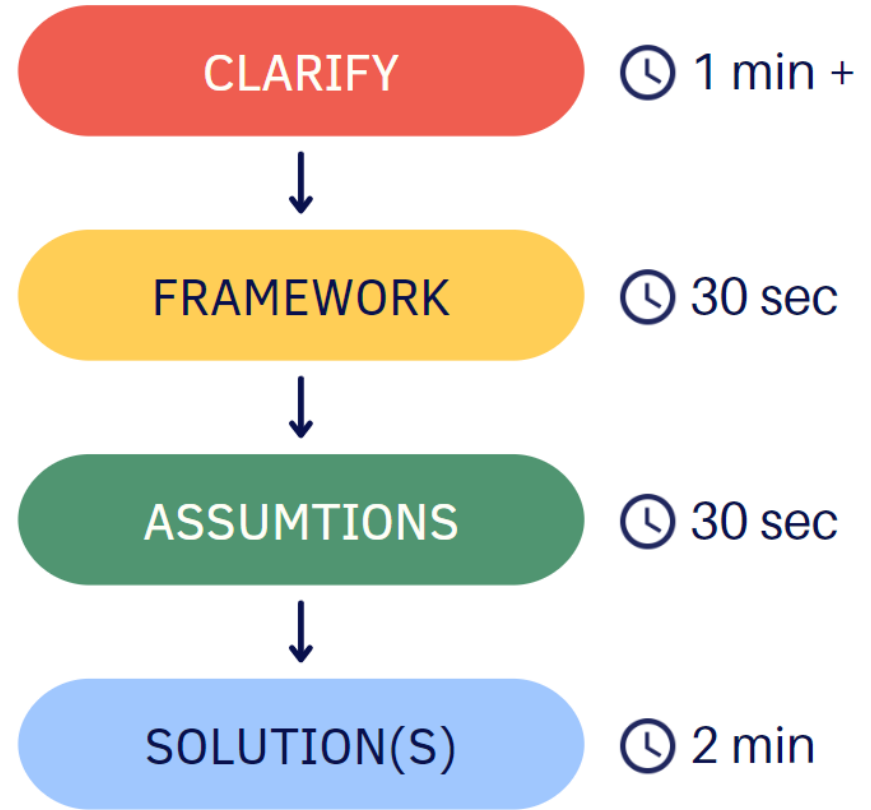 CLARIFY 1 min +
FRAMEWORK 30 sec
ASSUMTIONS 30 sec
SOLUTION(S) 2 min